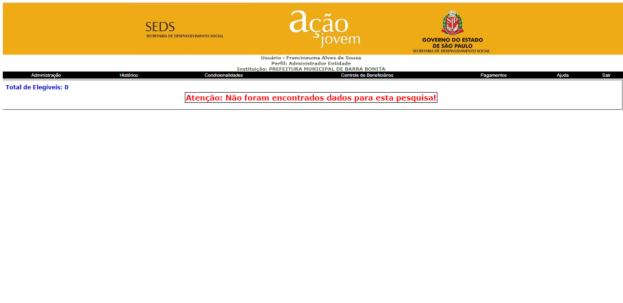 SEDS
SECRETARIA DE DESENVOLVIMENTO SOCIAL
ação
jovem
GOVERNO DO ESTADO
DE SÃO PAULO
SECRETARIA DE DESENVOLVIMENTO SOCIAL
Usuário : Francineuma Alves de Sousa
Perfil: Administrador Entidade
Instituição: PREFEITURA MUNICIPAL DE BARRA BONITA
Administração Histórico Condicionalidades Controle de Beneficiários Pagamentos Ajuda Sair
Total de Elegíveis: 0
Atenção: Não foram encontrados dados para esta pesquisa!